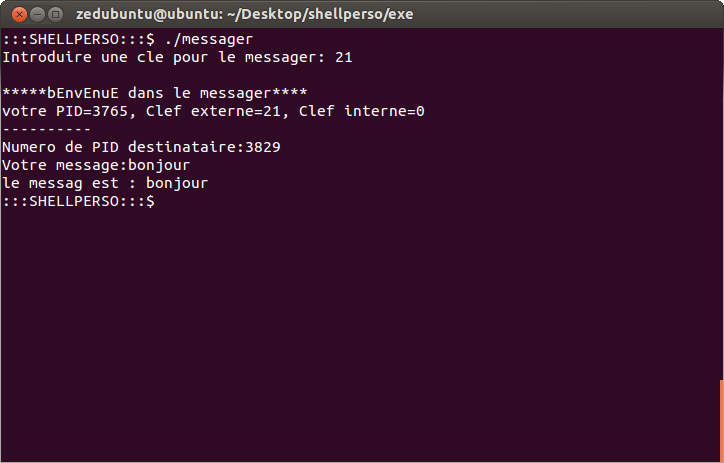 zedubuntu@ubuntu: ~/Desktop/shellperso/exe
:::SHELLPERSO:::$ ./messager
Introduire une cle pour le messager: 21
*****bEnvEnuE dans le messager****
votre PID=3765, Clef externe=21, Clef interne=0
----------
Numero de PID destinataire:3829
Votre message:bonjour
le messag est : bonjour
:::SHELLPERSO:::$